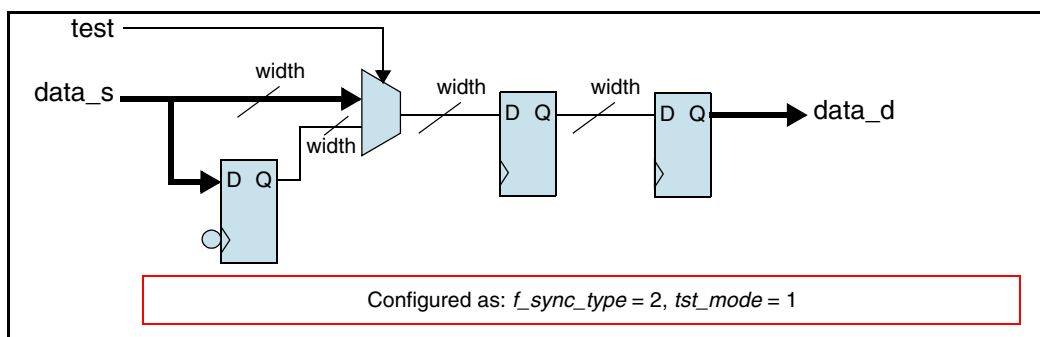 test
width
width
width
data_s
D Q
D Q
data_d
width
D Q
Configured as: f_sync_type = 2, tst_mode = 1